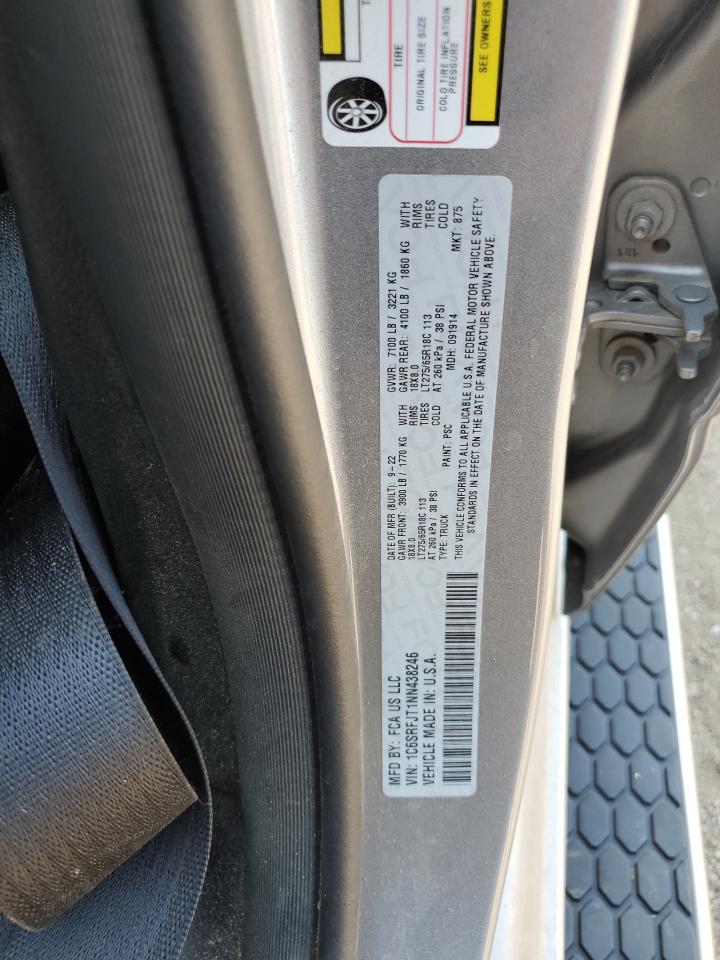 MFD BY: FCA US LLC
VIN: 1C6SRFJT1NN438246
VEHICLE MADE IN: U.S.A.
DATE OF MFR (BUILT): 9-22 GVWR: 7100 LB / 3221 KG
GAWR FRONT: 3900 LB / 1770 KG WITH GAWR REAR: 4100 LB / 1860 KG WITH
18X8.0 RIMS 18X8.0 RIMS
LT275/65R18C 113 TIRES LT275/65R18C 113 TIRES
AT 260 kPa / 38 PSI COLD AT 260 kPa / 38 PSI COLD
TYPE: TRUCK PAINT: PSC MDH: 091914 MKT: 875
THIS VEHICLE CONFORMS TO ALL APPLICABLE U.S.A. FEDERAL MOTOR VEHICLE SAFETY
STANDARDS IN EFFECT ON THE DATE OF MANUFACTURE SHOWN ABOVE.
TIRE
ORIGINAL TIRE SIZE
COLD TIRE INFLATION
PRESSURE
SEE OWNERS